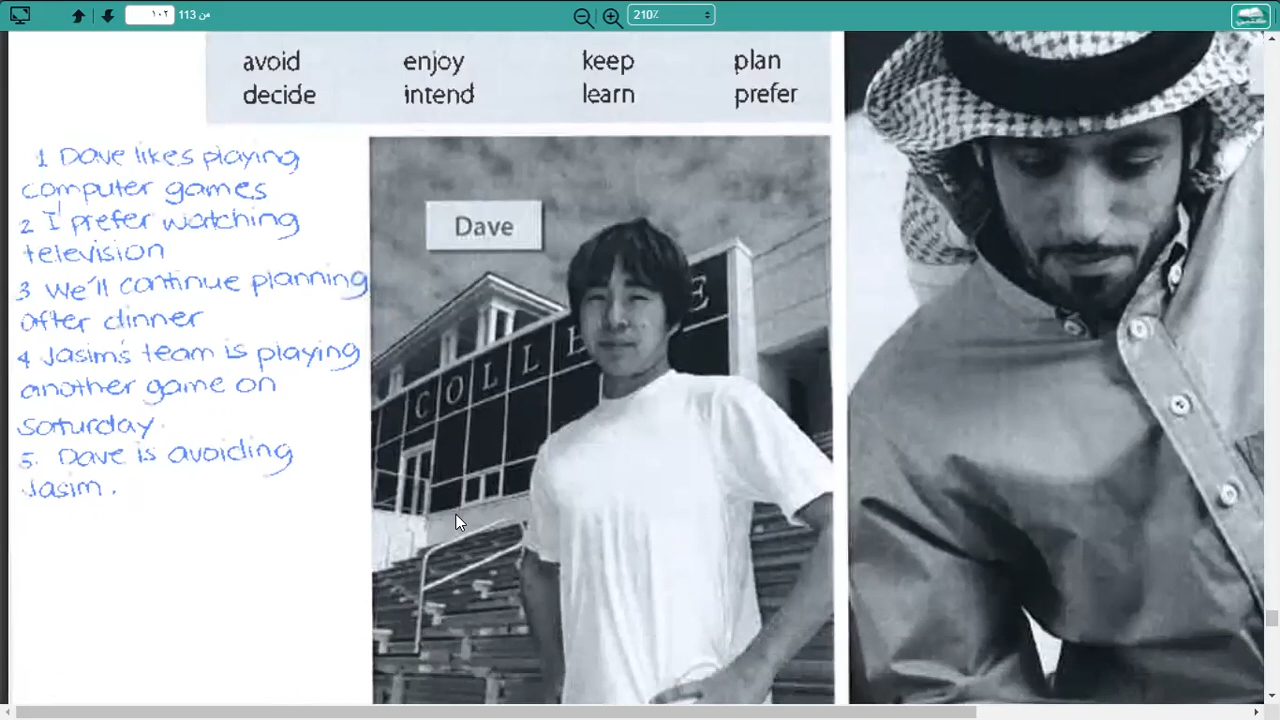 ١٠٢ من 113
210٪
avoid enjoy keep plan
decide intend learn prefer
1 Dave likes playing
computer games
2 I prefer watching
television
3 we'll continue planning
after dinner
4 Jasim's team is playing
another game on
saturday.
5. Dave is avoiding
Jasim.
Dave
COLLE E